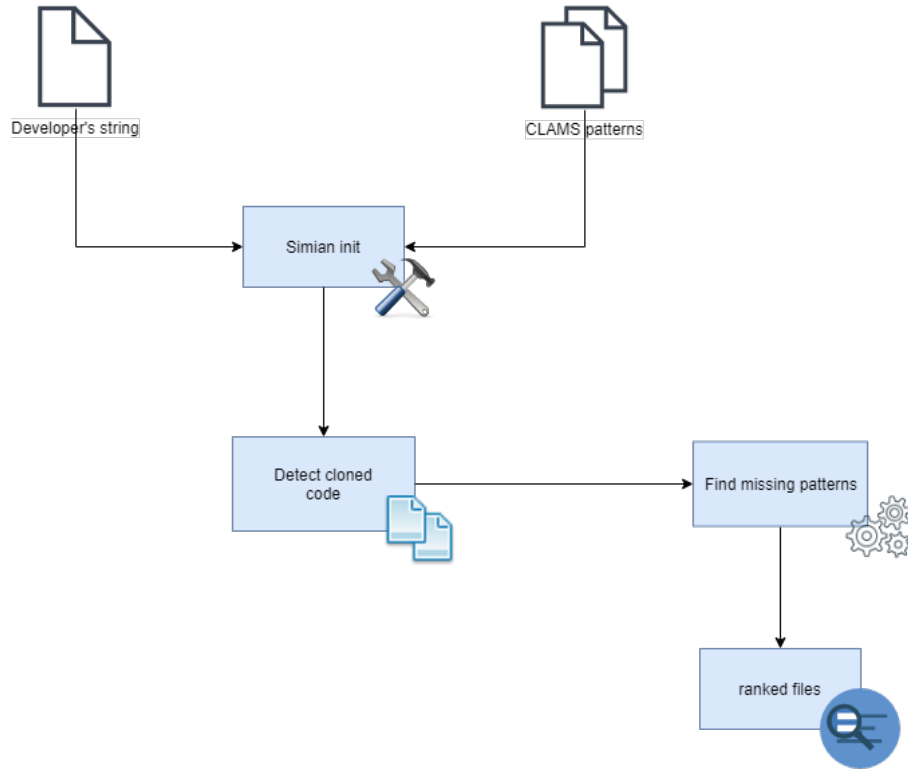 Developer's string
CLAMS patterns
Simian init
Detect cloned
code
Find missing patterns
ranked files